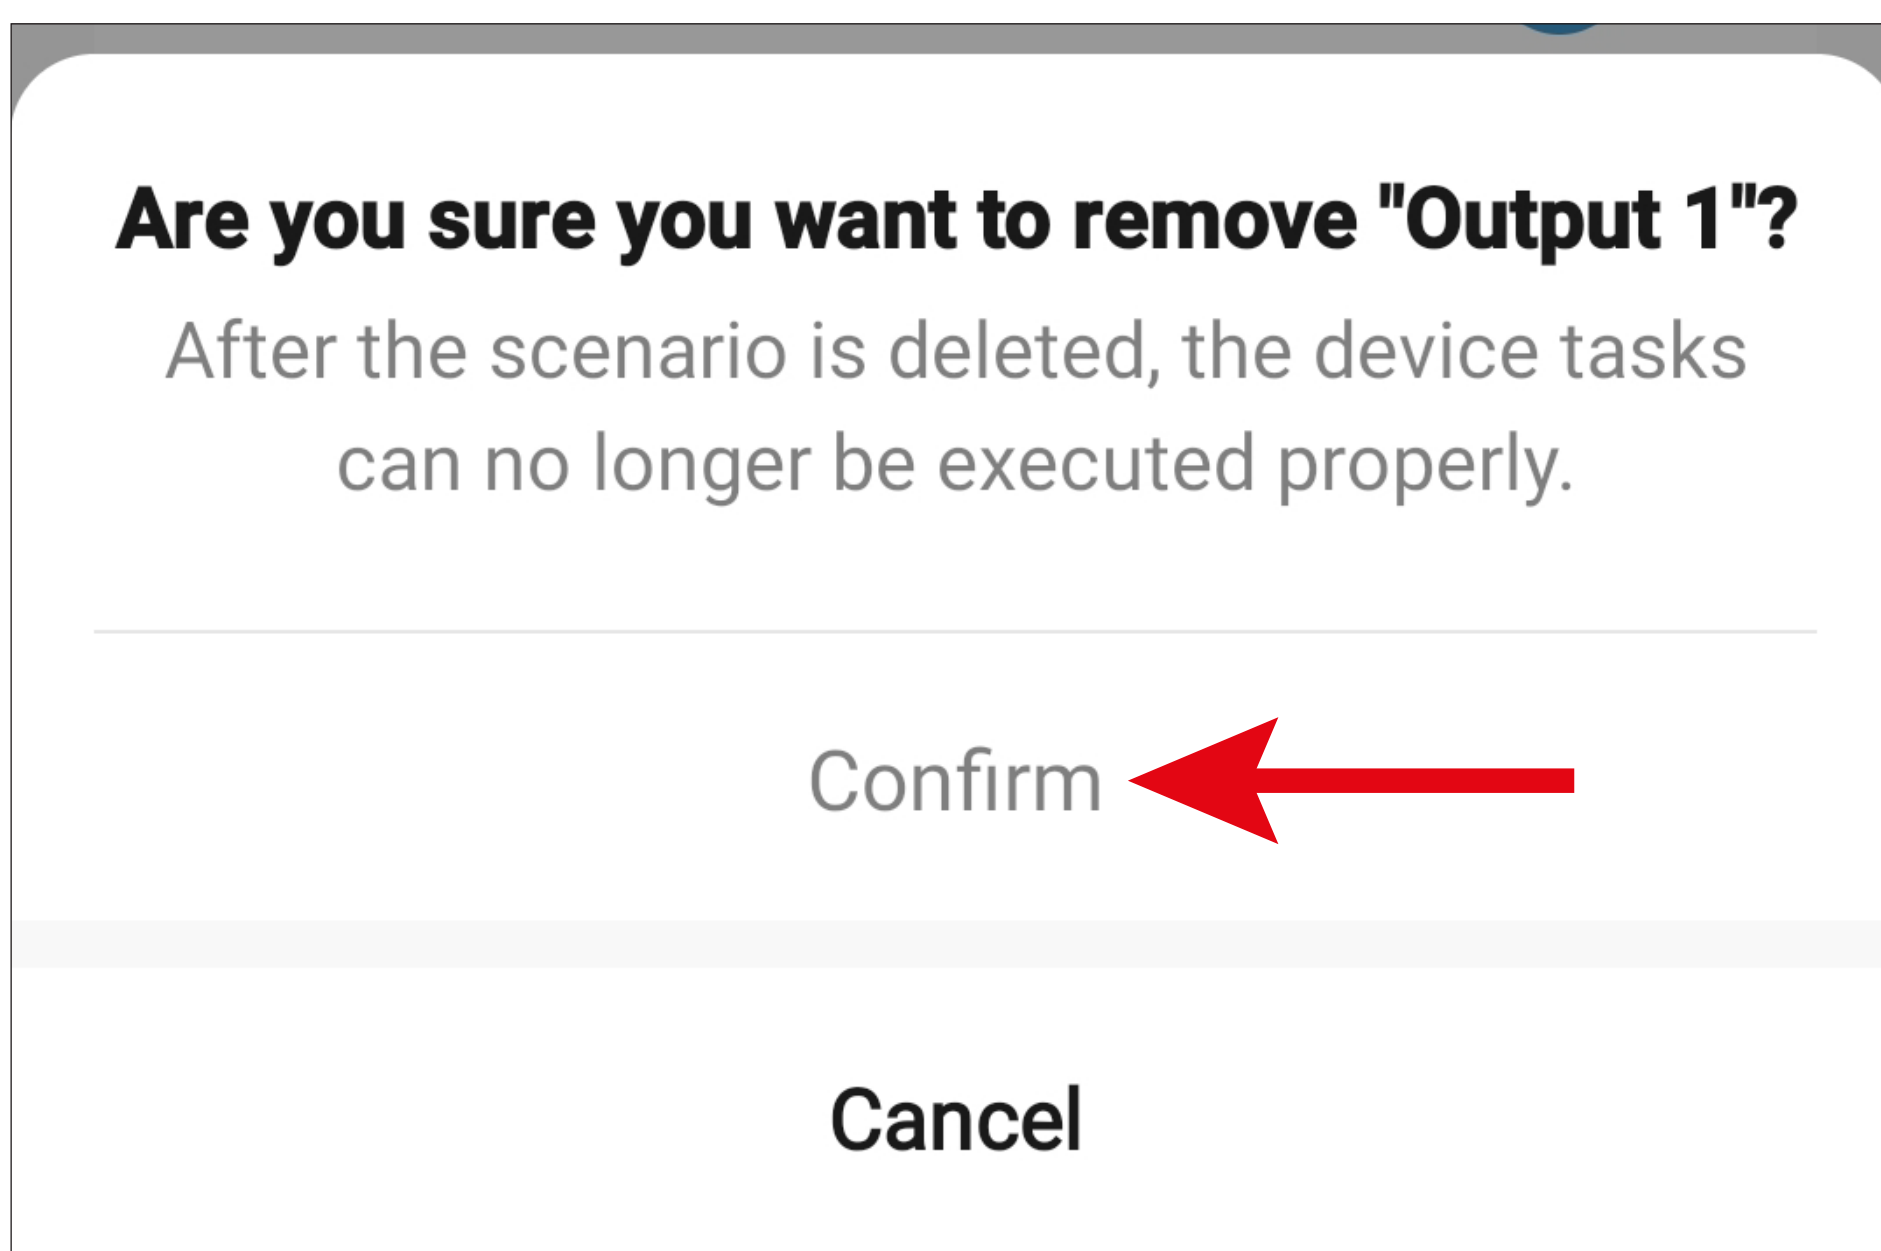 Are you sure you want to remove "Output 1"?
After the scenario is deleted, the device tasks
can no longer be executed properly.
Confirm
Cancel